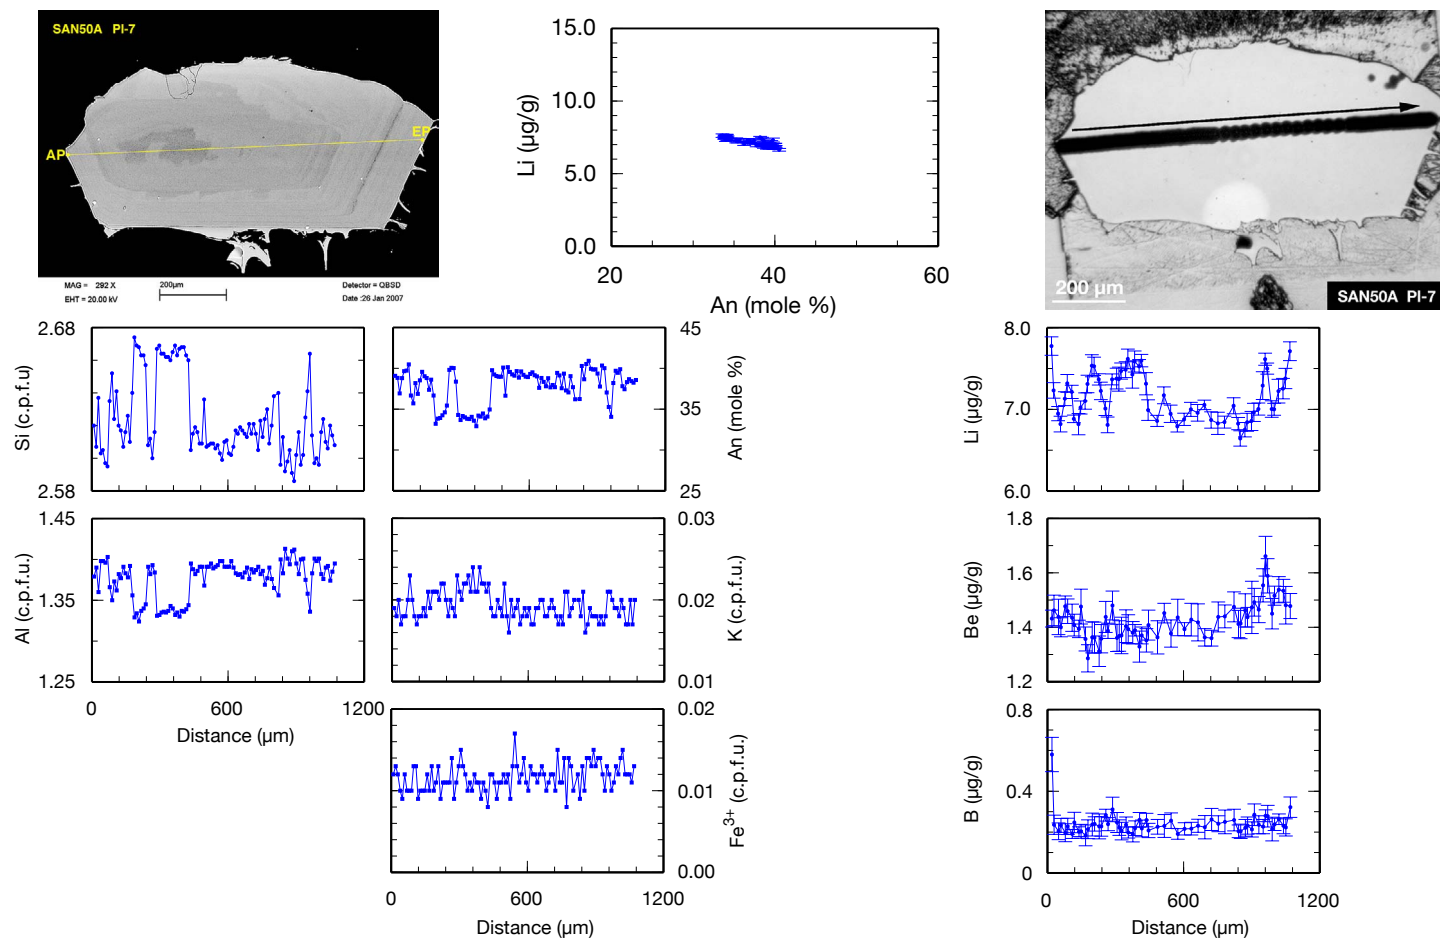 SAN50A PI-7
AP
EP
MAG = 292 X
EHT = 20.00 kV
200µm
Detector = QBSD
Date :26 Jan 2007
15.0
10.0
5.0
0.0
Li (µg/g)
20
40
60
An (mole %)
200 µm
SAN50A PI-7
2.68
2.58
Si (c.p.f.u)
45
35
25
An (mole %)
8.0
7.0
6.0
Li (µg/g)
1.45
1.35
1.25
Al (c.p.f.u.)
0
600
1200
Distance (µm)
0.03
0.02
0.01
K (c.p.f.u.)
1.8
1.6
1.4
1.2
Be (µg/g)
0.02
0.01
0.00
Fe³⁺ (c.p.f.u.)
0
600
1200
Distance (µm)
0.8
0.4
0
B (µg/g)
0
600
1200
Distance (µm)